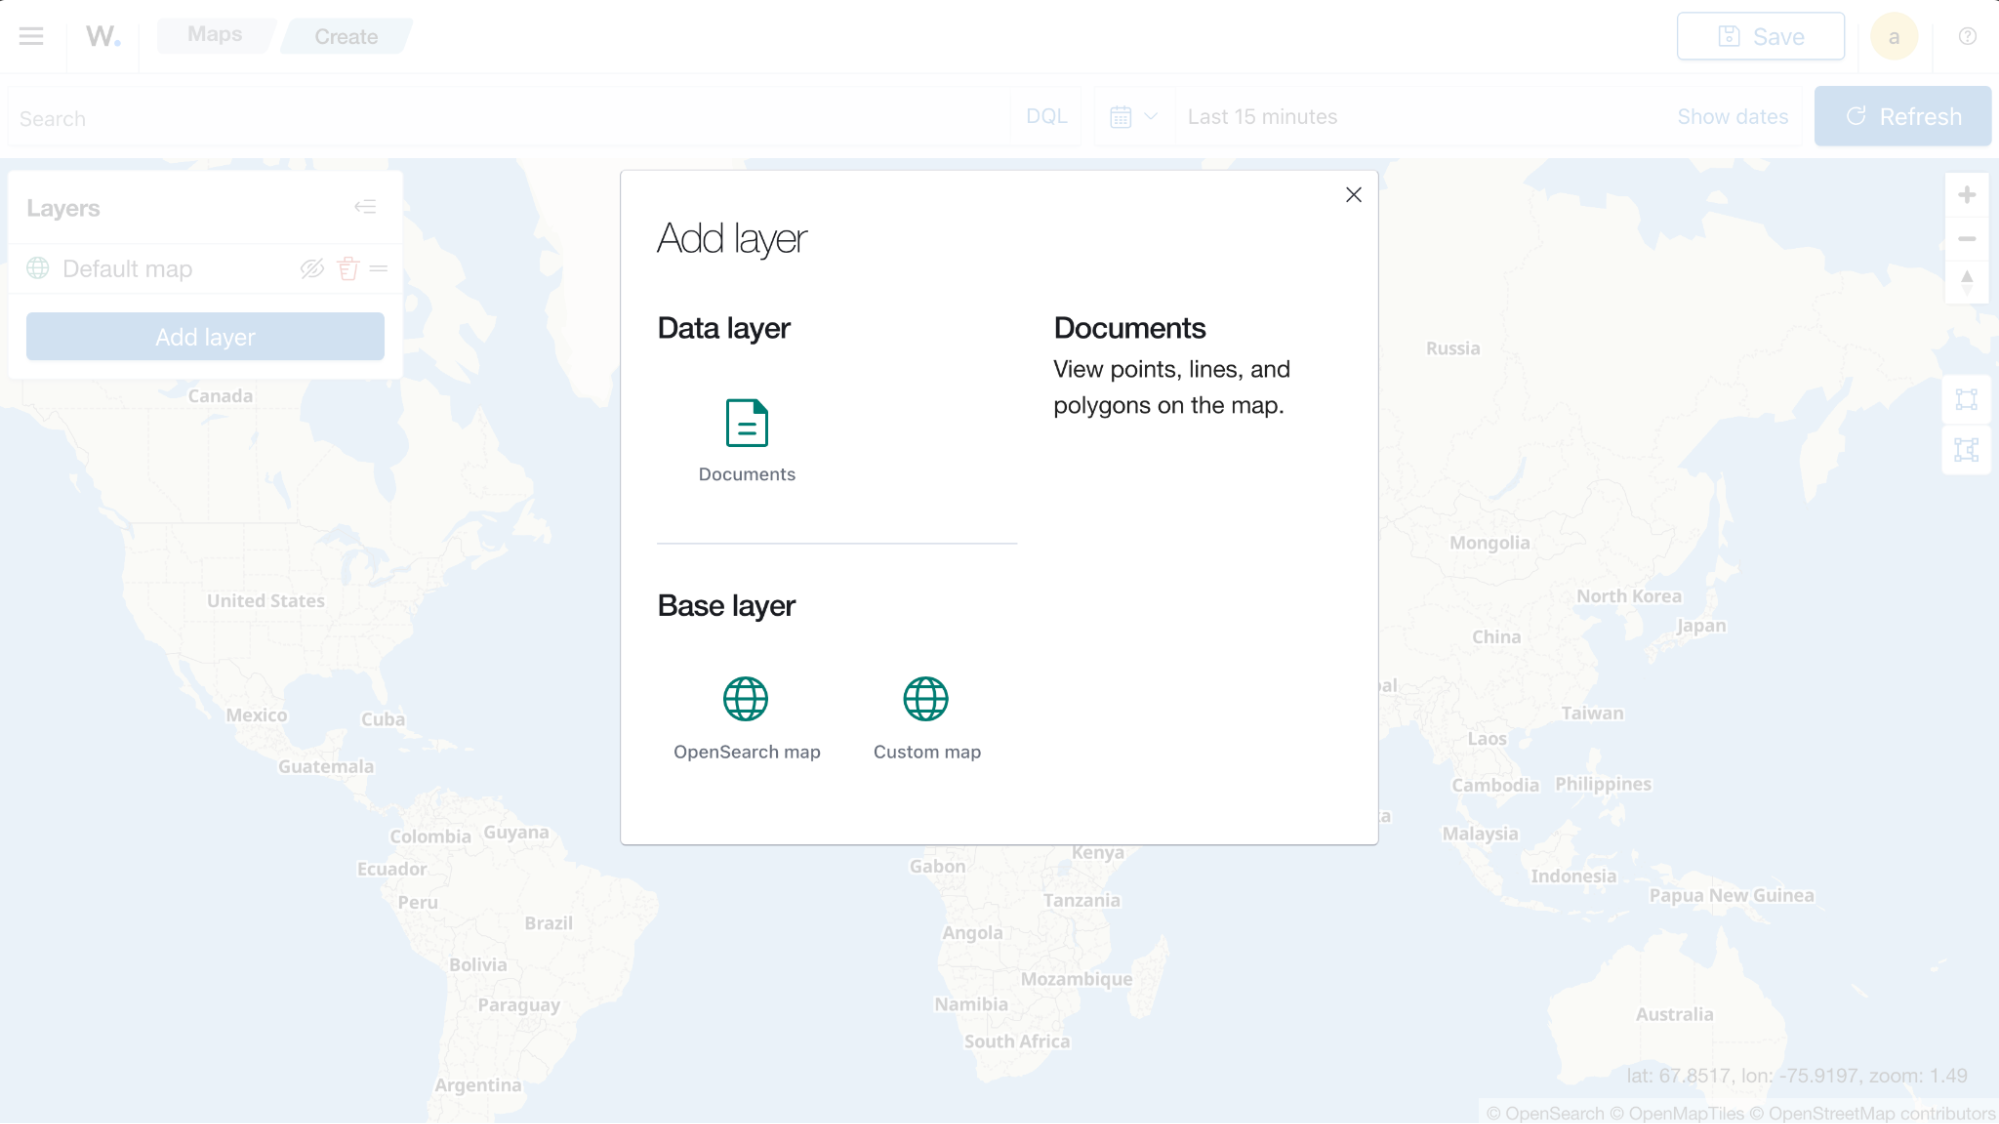 W.
Maps
Create
Save
a
Search
DQL
Last 15 minutes
Show dates
Refresh
Layers
Default map
Add layer
Add layer
Data layer
Documents
Documents
View points, lines, and
polygons on the map.
Base layer
OpenSearch map
Custom map
Canada
United States
Mexico
Cuba
Guatemala
Colombia
Guyana
Ecuador
Peru
Brazil
Bolivia
Paraguay
Argentina
Gabon
Kenya
Tanzania
Angola
Mozambique
Namibia
South Africa
Russia
Mongolia
North Korea
Japan
China
Taiwan
Laos
Cambodia
Philippines
Malaysia
Indonesia
Papua New Guinea
Australia
lat: 67.8517, lon: -75.9197, zoom: 1.49
© OpenSearch © OpenMapTiles © OpenStreetMap contributors